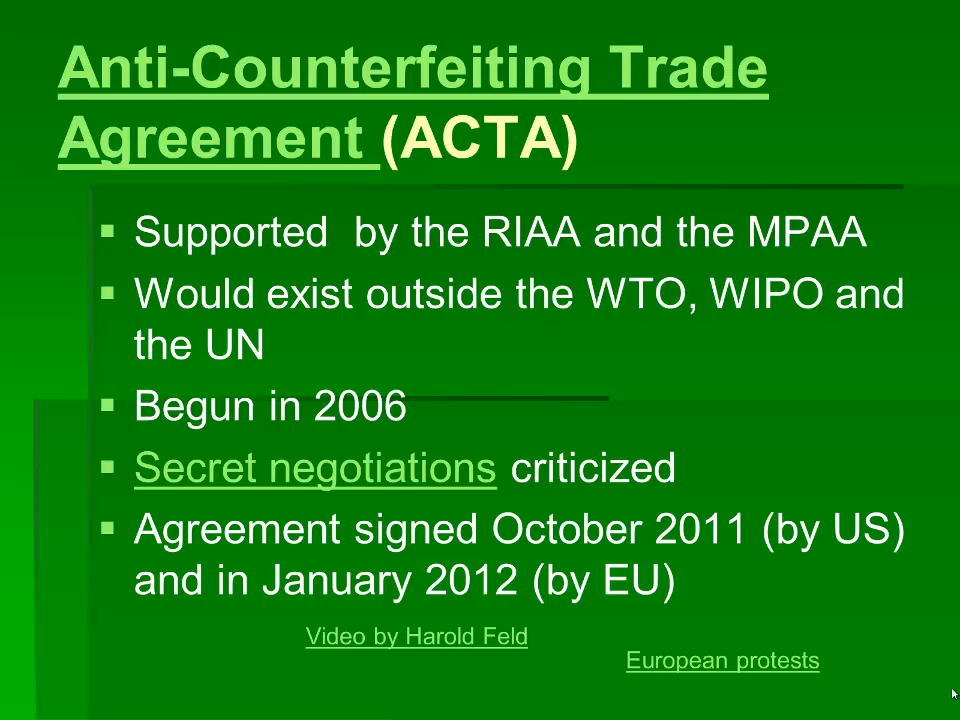 Anti-Counterfeiting Trade
Agreement (ACTA)
Supported  by the RIAA and the MPAA
Would exist outside the WTO, WIPO and
the UN
Begun in 2006
Secret negotiations criticized
Agreement signed October 2011 (by US)
and in January 2012 (by EU)
Video by Harold Feld
European protests